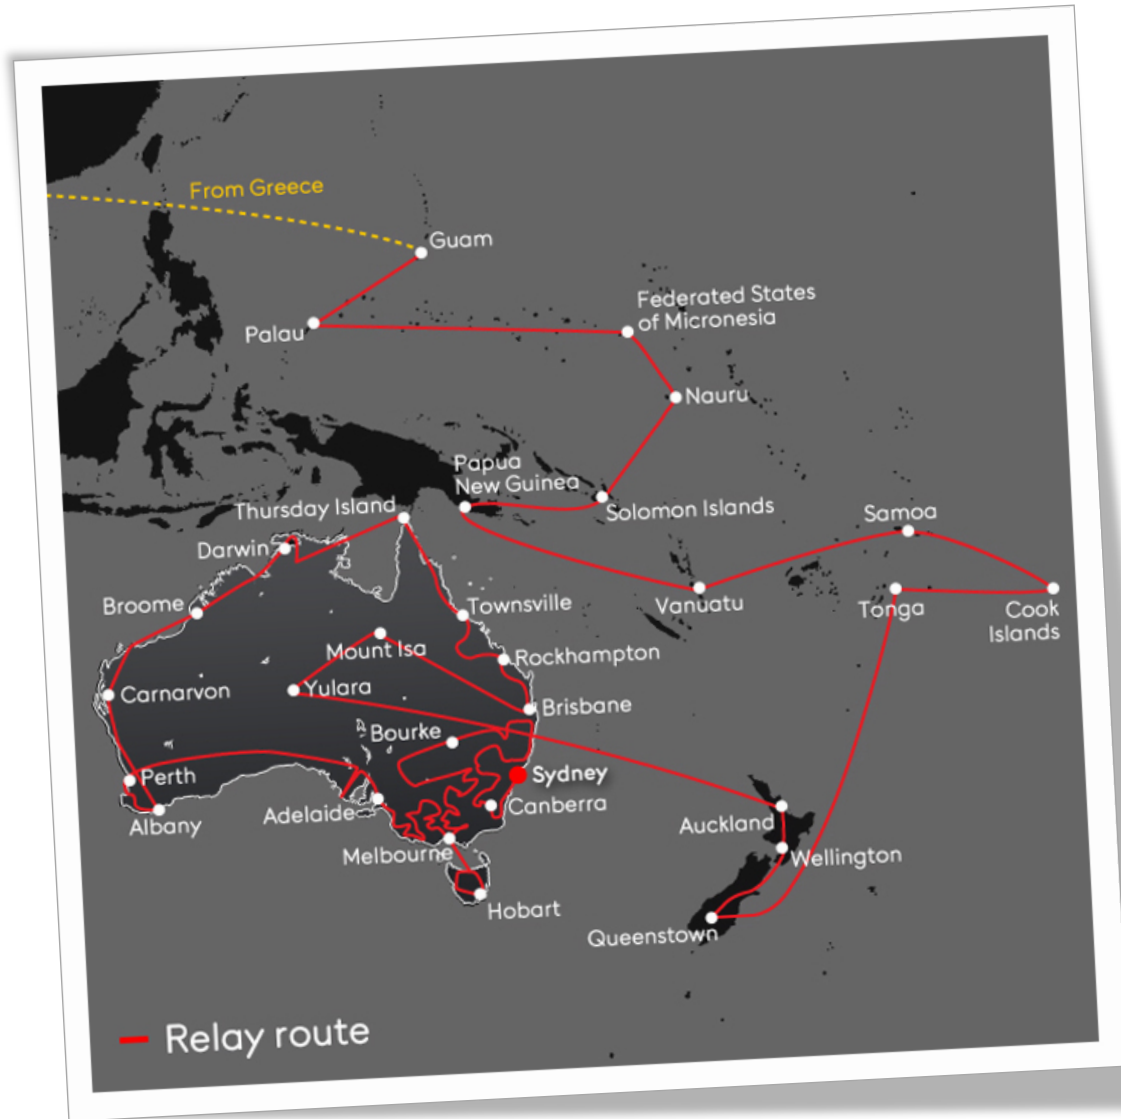 From Greece
Guam
Palau
Federated States
of Micronesia
Nauru
Papua
New Guinea
Solomon Islands
Thursday Island
Samoa
Darwin
Broome
Townsville
Vanuatu
Tonga
Cook
Islands
Mount Isa
Rockhampton
Carnarvon
Yulara
Brisbane
Bourke
Perth
Sydney
Adelaide
Canberra
Albany
Auckland
Melbourne
Wellington
Hobart
Queenstown
Relay route